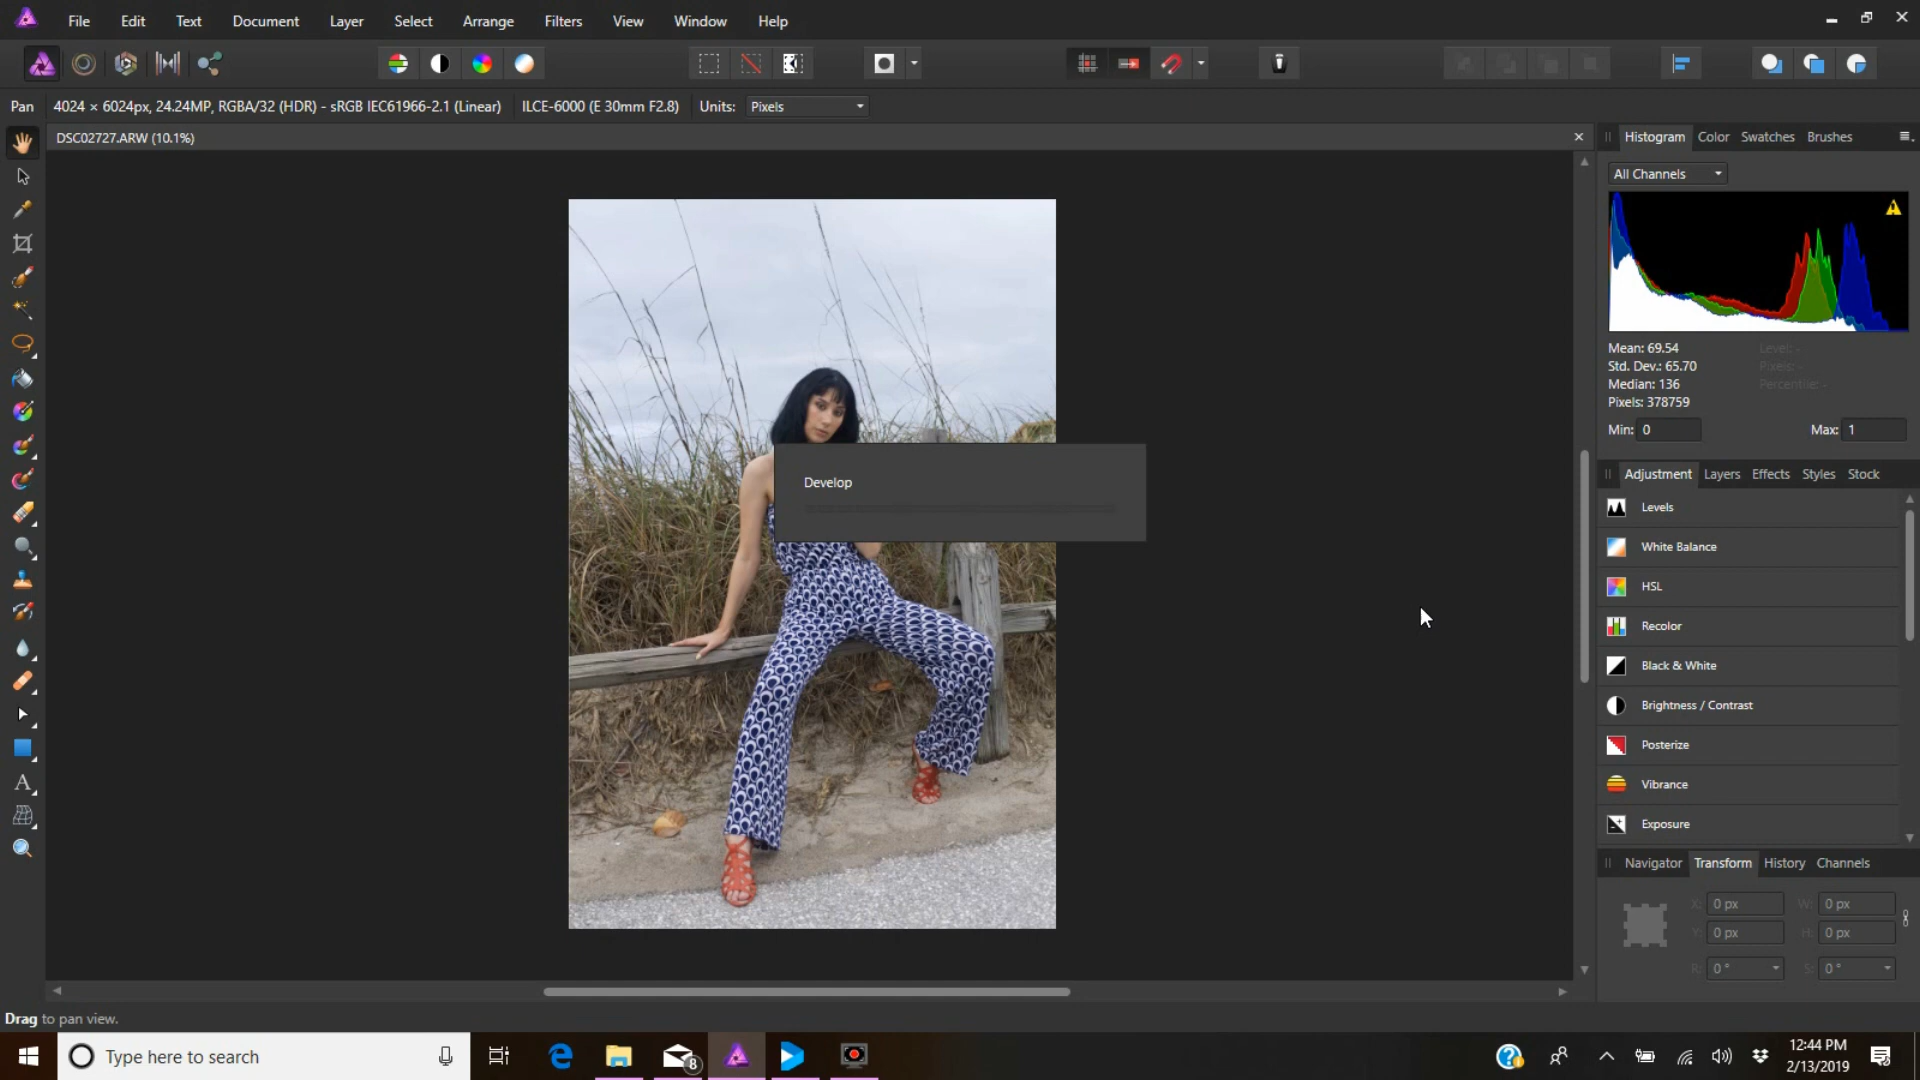 File Edit Text Document Layer Select Arrange Filters View Window Help
Pan 4024 × 6024px, 24.24MP, RGBA/32 (HDR) - sRGB IEC61966-2.1 (Linear) ILCE-6000 (E 30mm F2.8) Units: Pixels
DSC02727.ARW (10.1%)
Histogram Color Swatches Brushes
All Channels
Mean: 69.54 Level: -
Std. Dev.: 65.70 Pixels: -
Median: 136 Percentile: -
Pixels: 378759
Min: 0 Max: 1
Develop
Adjustment Layers Effects Styles Stock
Levels
White Balance
HSL
Recolor
Black & White
Brightness / Contrast
Posterize
Vibrance
Exposure
Navigator Transform History Channels
X: 0 px W: 0 px
Y: 0 px H: 0 px
R: 0 ° S: 0 °
Drag to pan view.
Type here to search
8
12:44 PM
2/13/2019